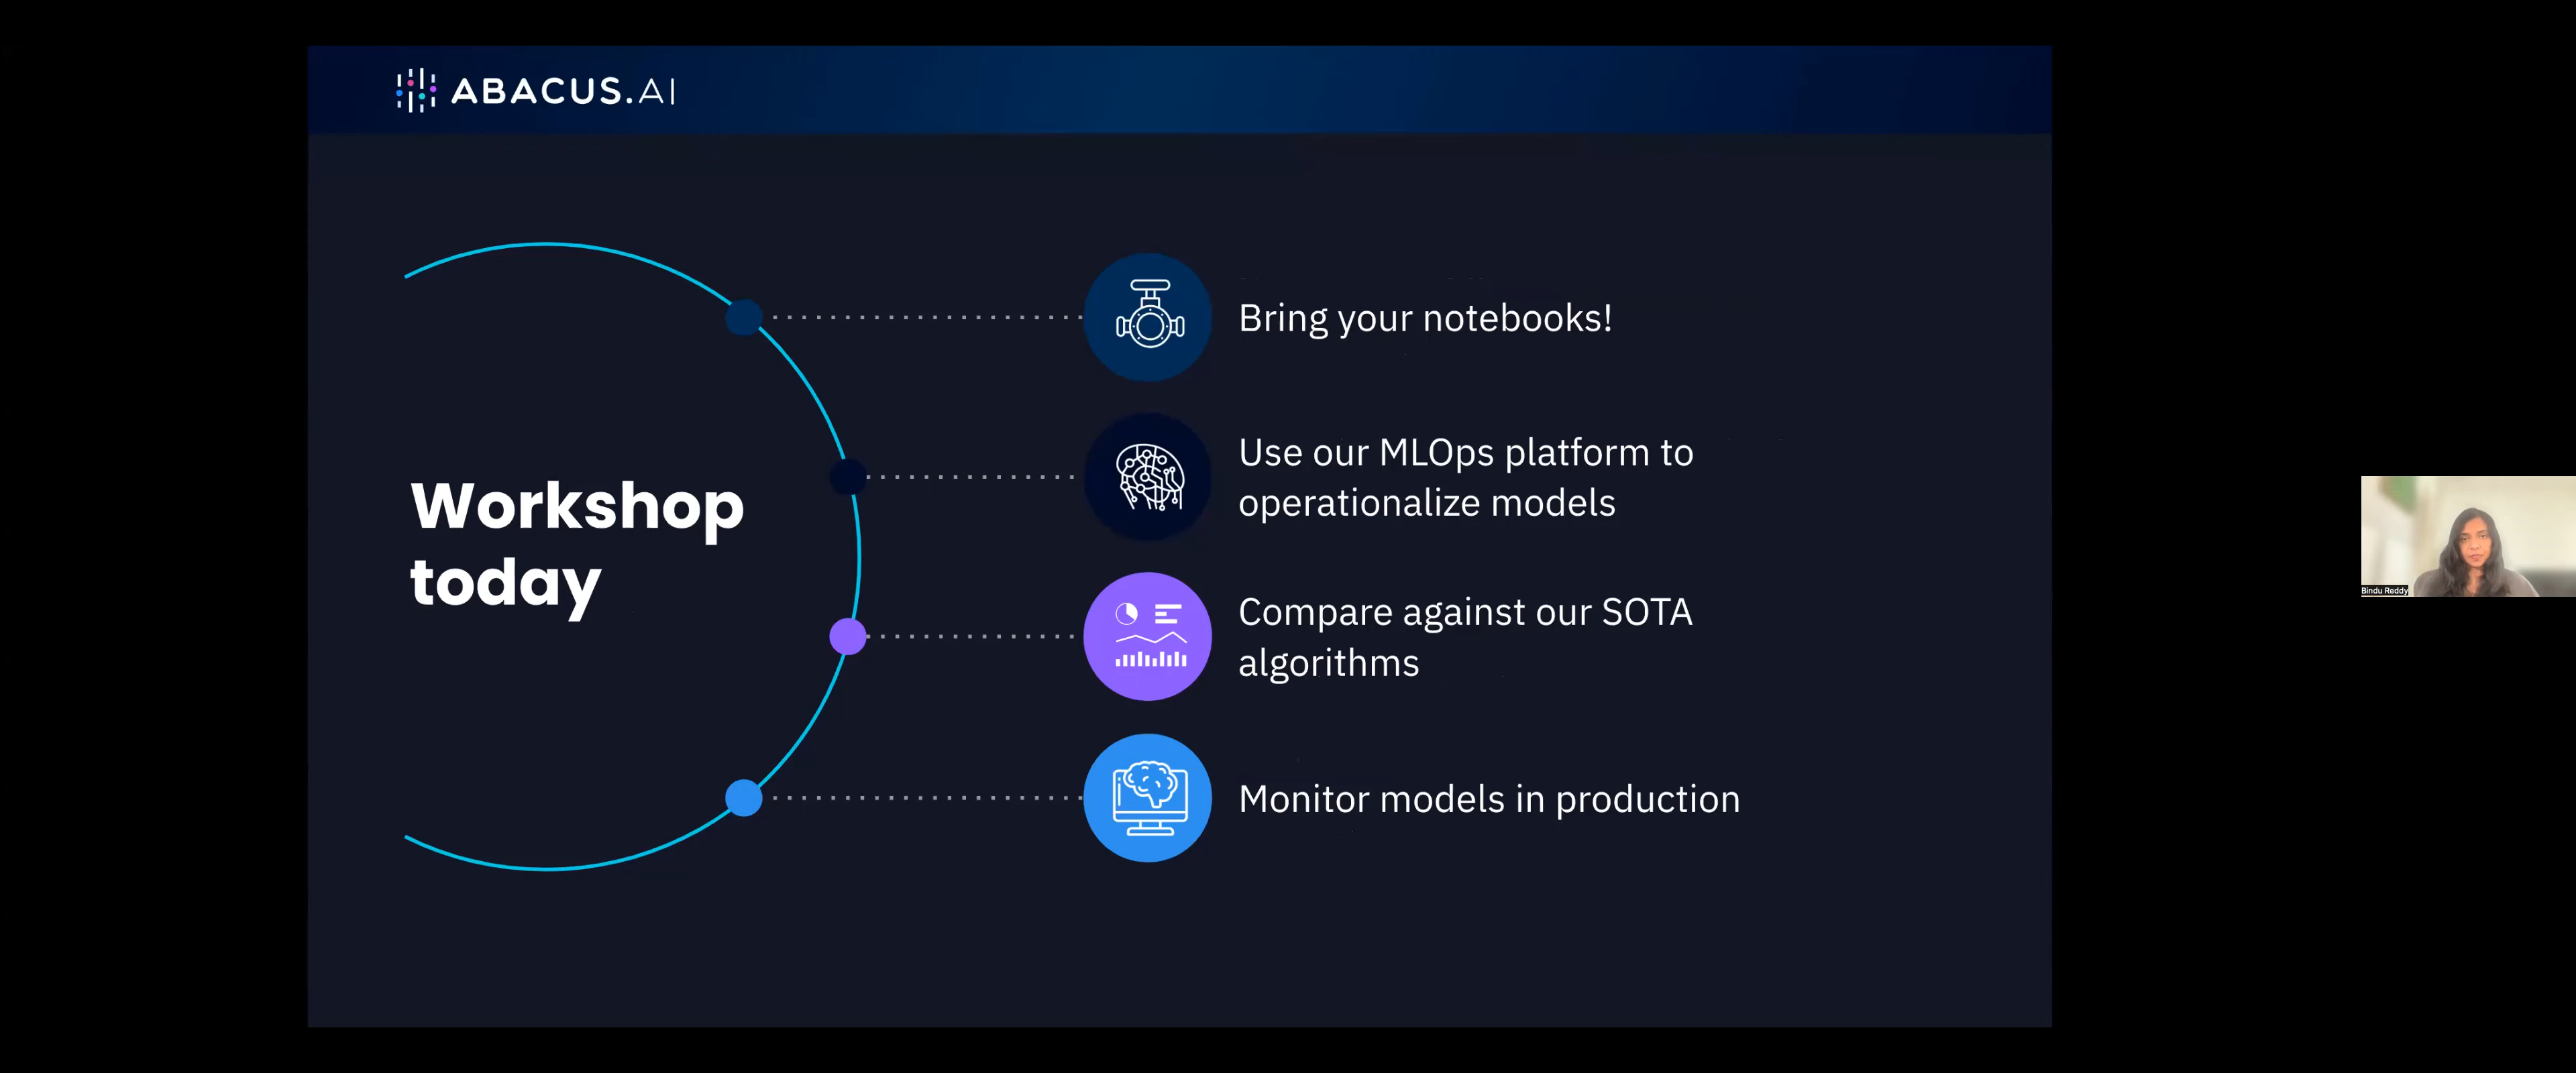 ABACUS.AI
Workshop
today
Bring your notebooks!
Use our MLOps platform to
operationalize models
Compare against our SOTA
algorithms
Monitor models in production
Bindu Reddy